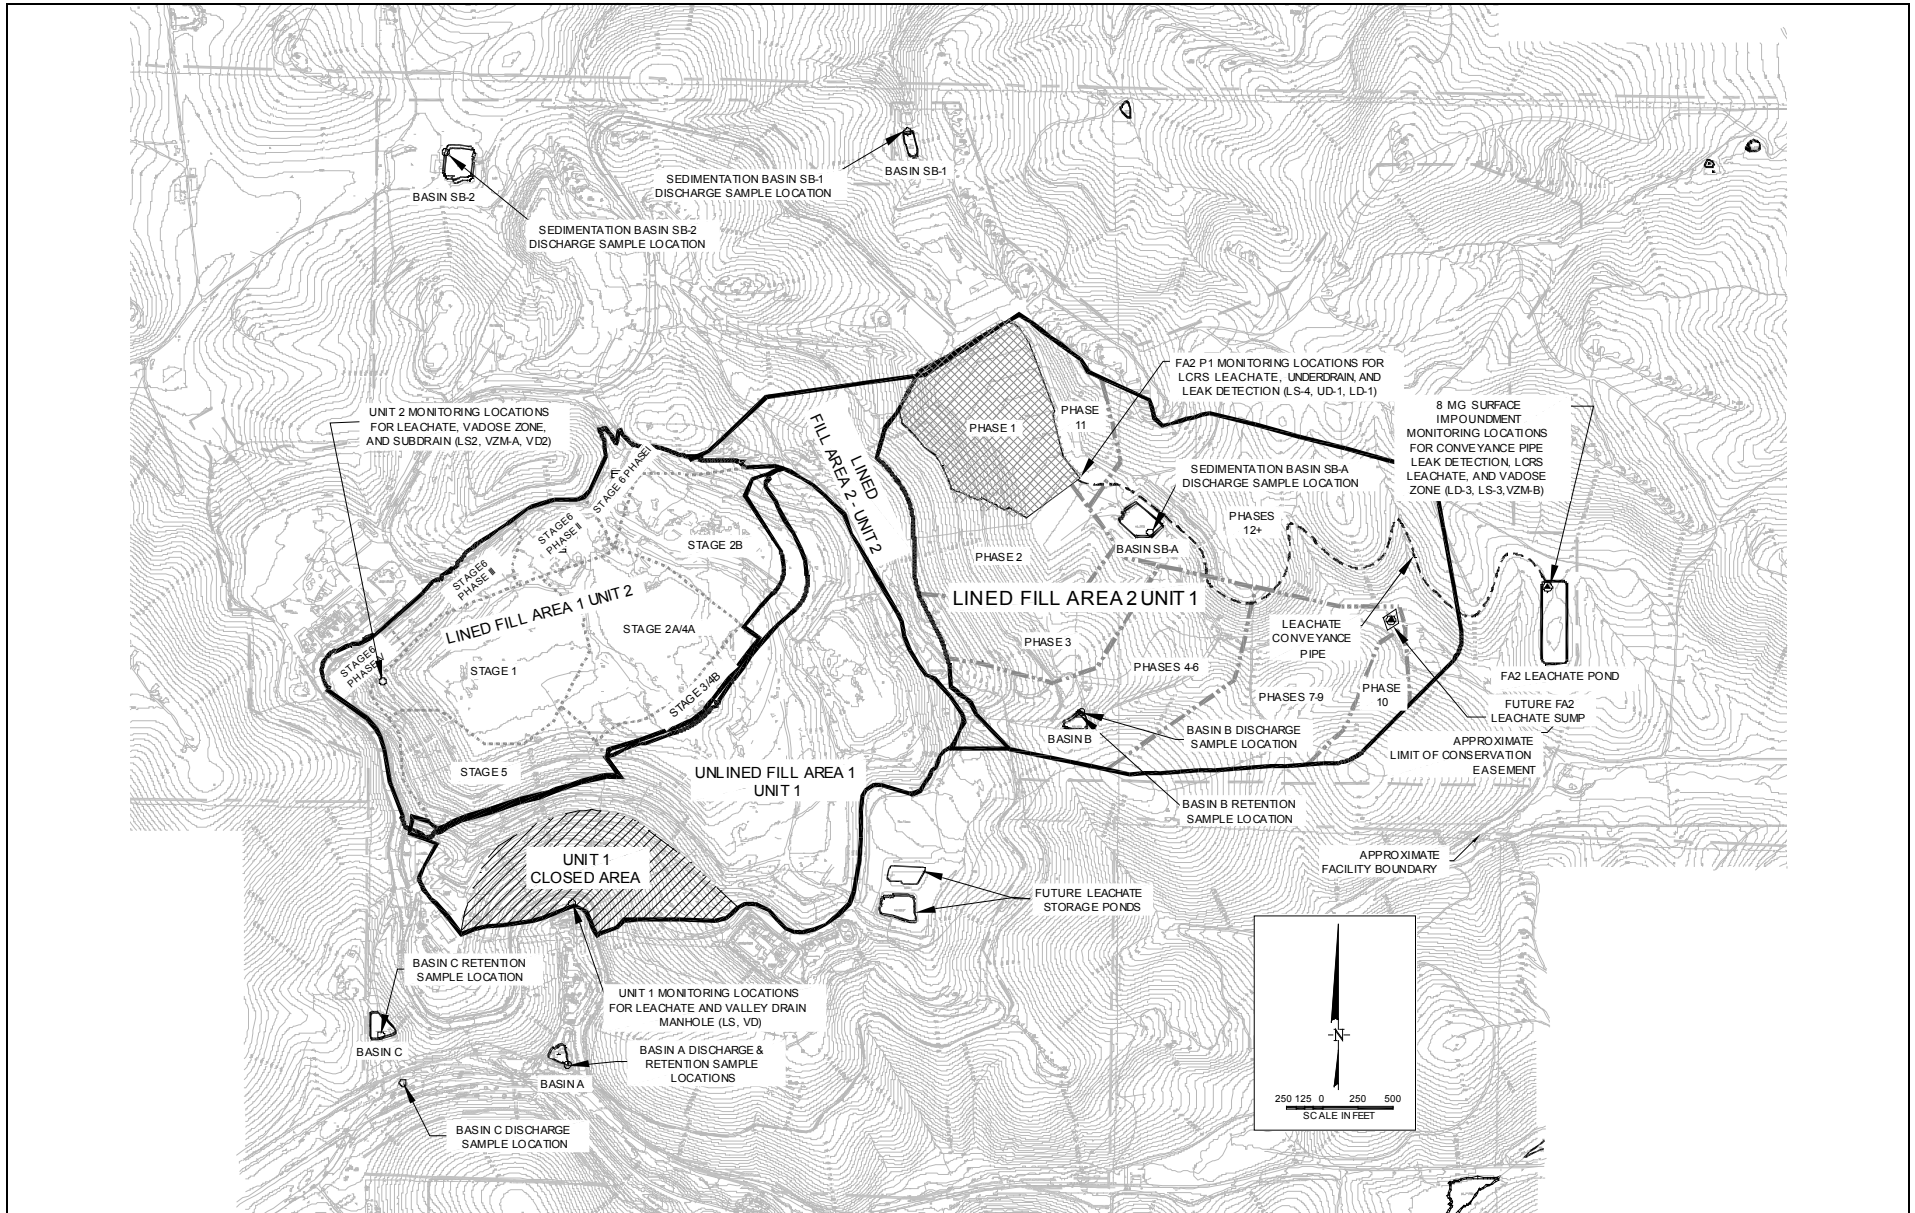 BASIN SB-2
SEDIMENTATION BASIN SB-2
DISCHARGE SAMPLE LOCATION
SEDIMENTATION BASIN SB-1
DISCHARGE SAMPLE LOCATION
BASIN SB-1
FA2 P1 MONITORING LOCATIONS FOR
LCRS LEACHATE, UNDERDRAIN, AND
LEAK DETECTION (LS-4, UD-1, LD-1)
8 MG SURFACE
IMPOUNDMENT
MONITORING LOCATIONS
FOR CONVEYANCE PIPE
LEAK DETECTION, LCRS
LEACHATE, AND VADOSE
ZONE (LD-3, LS-3, VZM-B)
UNIT 2 MONITORING LOCATIONS
FOR LEACHATE, VADOSE ZONE,
AND SUBDRAIN (LS2, VZM-A, VD2)
LINED
FILL AREA 2 - UNIT 2
PHASE 1
PHASE
11
SEDIMENTATION BASIN SB-A
DISCHARGE SAMPLE LOCATION
PHASES
12+
BASIN SB-A
STAGE 6 PHASE I
STAGE 6
PHASE II
STAGE 6
PHASE III
STAGE 6
PHASE IV
STAGE 2B
LINED FILL AREA 1 UNIT 2
STAGE 2A/4A
STAGE 1
STAGE 3/4B
STAGE 5
PHASE 2
LINED FILL AREA 2 UNIT 1
PHASE 3
PHASES 4-6
PHASES 7-9
PHASE
10
LEACHATE
CONVEYANCE
PIPE
FA2 LEACHATE POND
FUTURE FA2
LEACHATE SUMP
APPROXIMATE
LIMIT OF CONSERVATION
EASEMENT
BASIN B
BASIN B DISCHARGE
SAMPLE LOCATION
BASIN B RETENTION
SAMPLE LOCATION
UNLINED FILL AREA 1
UNIT 1
UNIT 1
CLOSED AREA
APPROXIMATE
FACILITY BOUNDARY
FUTURE LEACHATE
STORAGE PONDS
BASIN C RETENTION
SAMPLE LOCATION
UNIT 1 MONITORING LOCATIONS
FOR LEACHATE AND VALLEY DRAIN
MANHOLE (LS, VD)
BASIN C
BASIN A
BASIN A DISCHARGE &
RETENTION SAMPLE
LOCATIONS
BASIN C DISCHARGE
SAMPLE LOCATION
N
250 125 0 250 500
SCALE IN FEET